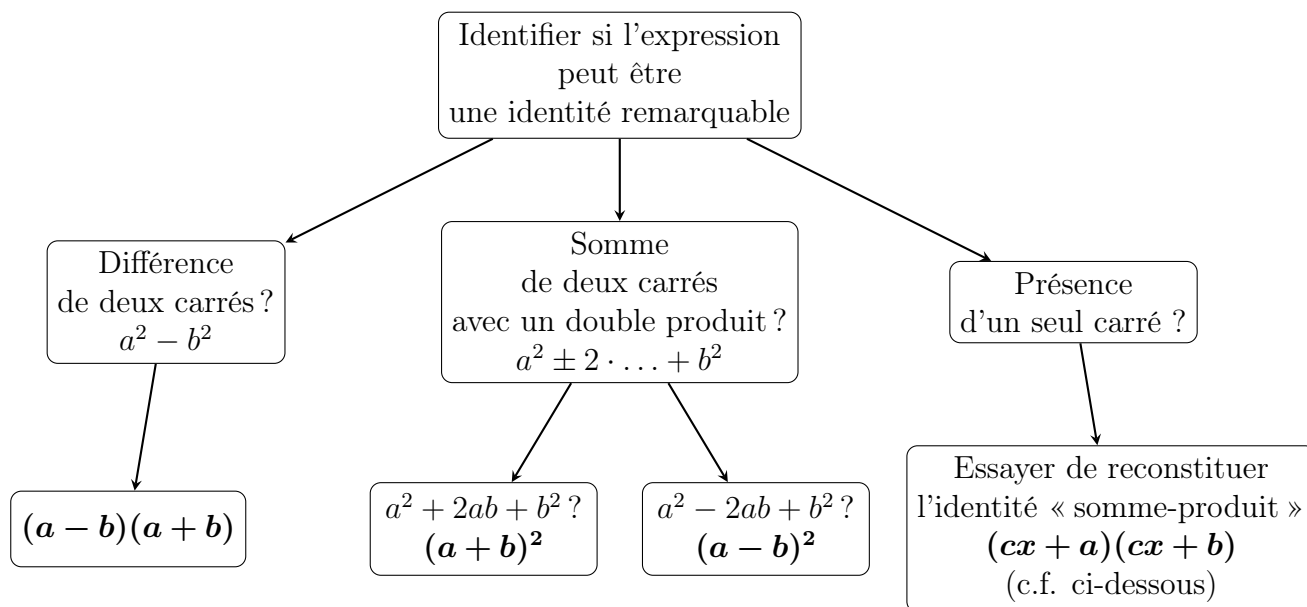 Identifier si l'expression
peut être
une identité remarquable
Différence
de deux carrés ?
a² − b²
Somme
de deux carrés
avec un double produit ?
a² ± 2 · … + b²
Présence
d'un seul carré ?
(a − b)(a + b)
a² + 2ab + b² ?
(a + b)²
a² − 2ab + b² ?
(a − b)²
Essayer de reconstituer
l'identité « somme-produit »
(cx + a)(cx + b)
(c.f. ci-dessous)